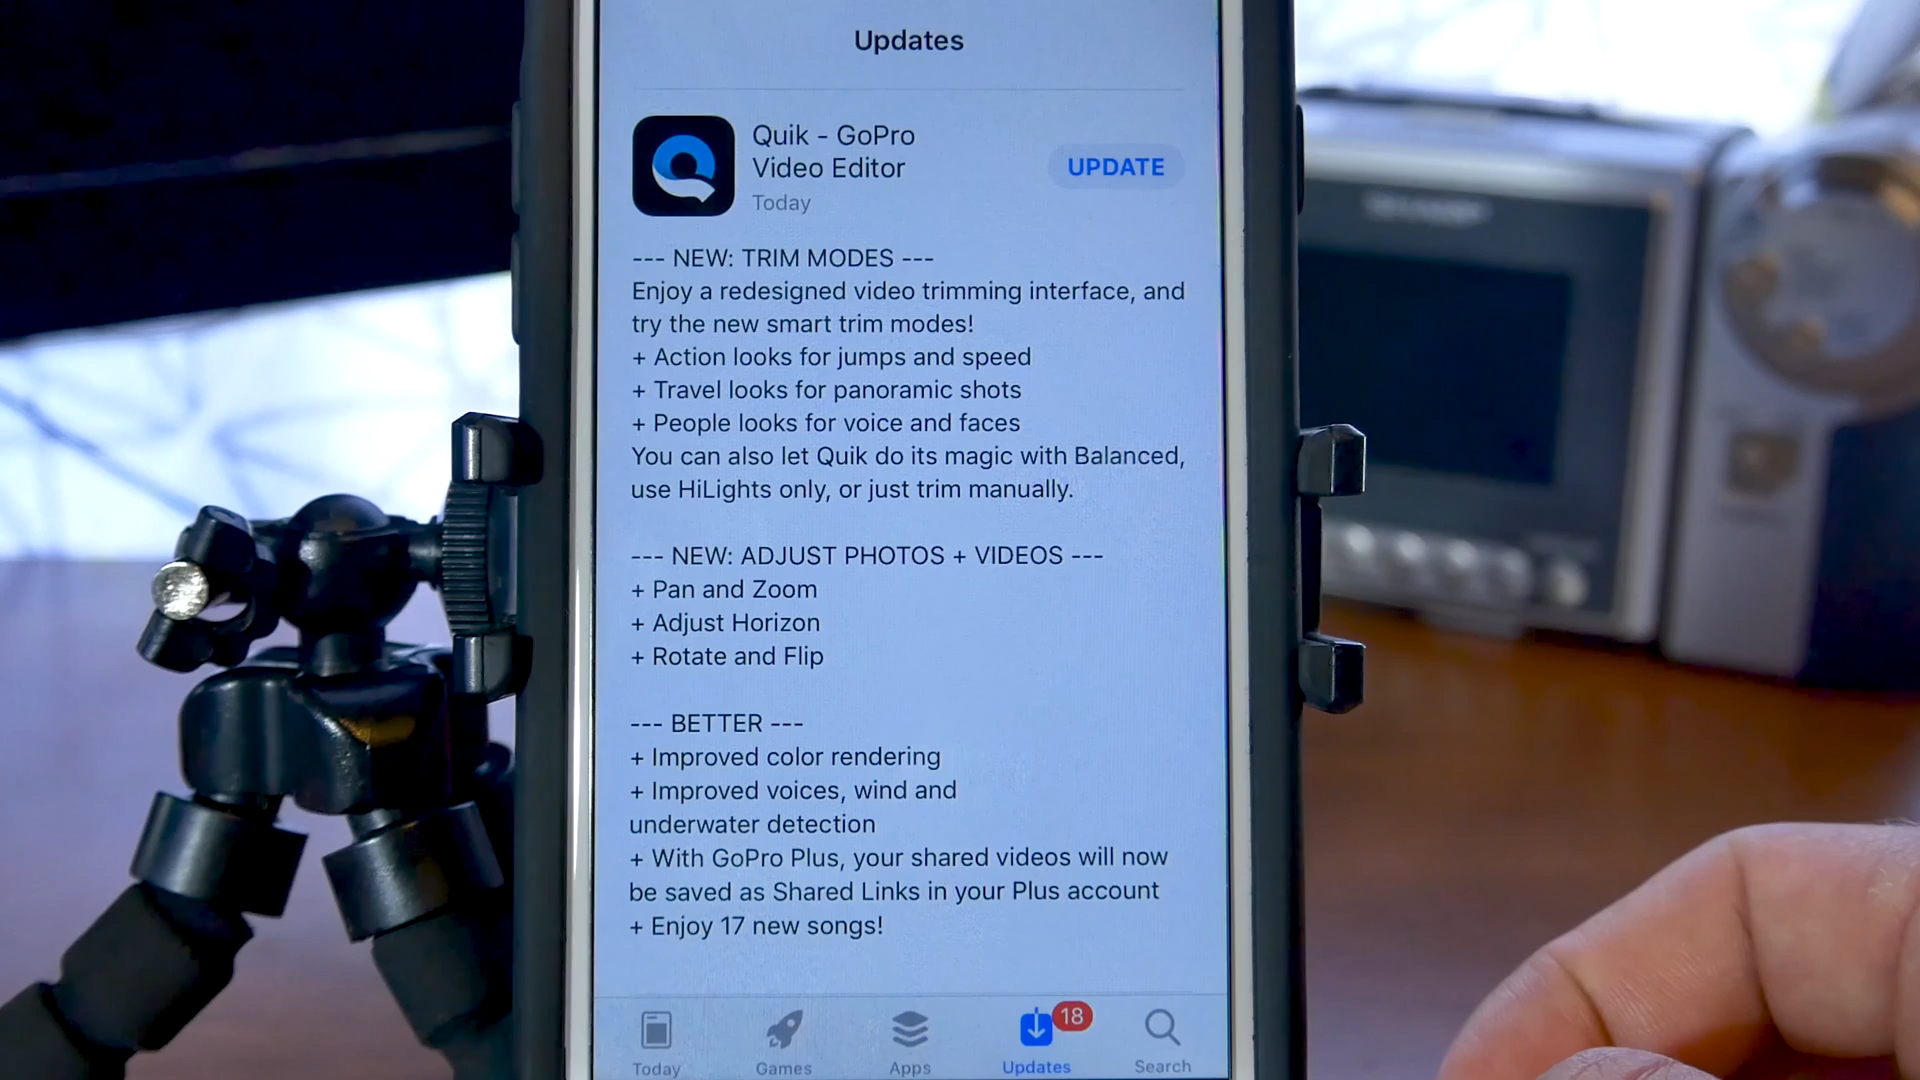 Updates
Quik - GoPro
Video Editor
Today
UPDATE
--- NEW: TRIM MODES ---
Enjoy a redesigned video trimming interface, and
try the new smart trim modes!
+ Action looks for jumps and speed
+ Travel looks for panoramic shots
+ People looks for voice and faces
You can also let Quik do its magic with Balanced,
use HiLights only, or just trim manually.
--- NEW: ADJUST PHOTOS + VIDEOS ---
+ Pan and Zoom
+ Adjust Horizon
+ Rotate and Flip
--- BETTER ---
+ Improved color rendering
+ Improved voices, wind and
underwater detection
+ With GoPro Plus, your shared videos will now
be saved as Shared Links in your Plus account
+ Enjoy 17 new songs!
18
Today Games Apps Updates Search
SHARP